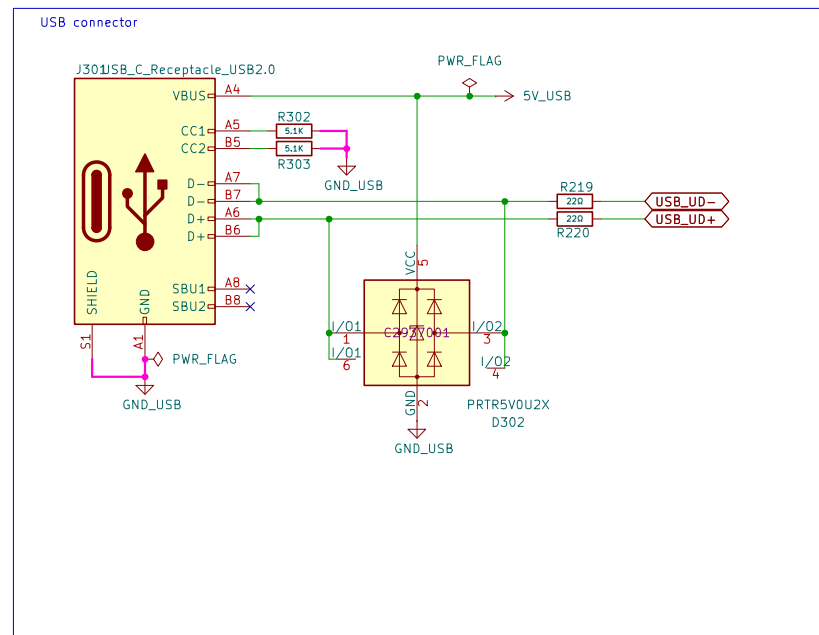 USB connector
PWR_FLAG
J301 USB_C_Receptacle_USB2.0
VBUS A4
5V_USB
R302
CC1 A5
5.1K
CC2 B5
5.1K
R303
GND_USB
D- A7
D- B7
D+ A6
D+ B6
R219
22Ω
USB_UD-
22Ω
USB_UD+
R220
SBU1 A8
SBU2 B8
SHIELD
GND
S1
A1
PWR_FLAG
GND_USB
VCC
5
I/O1
1
I/O1
6
C2937001
I/O2
3
I/O2
4
GND
2
PRTR5V0U2X
D302
GND_USB